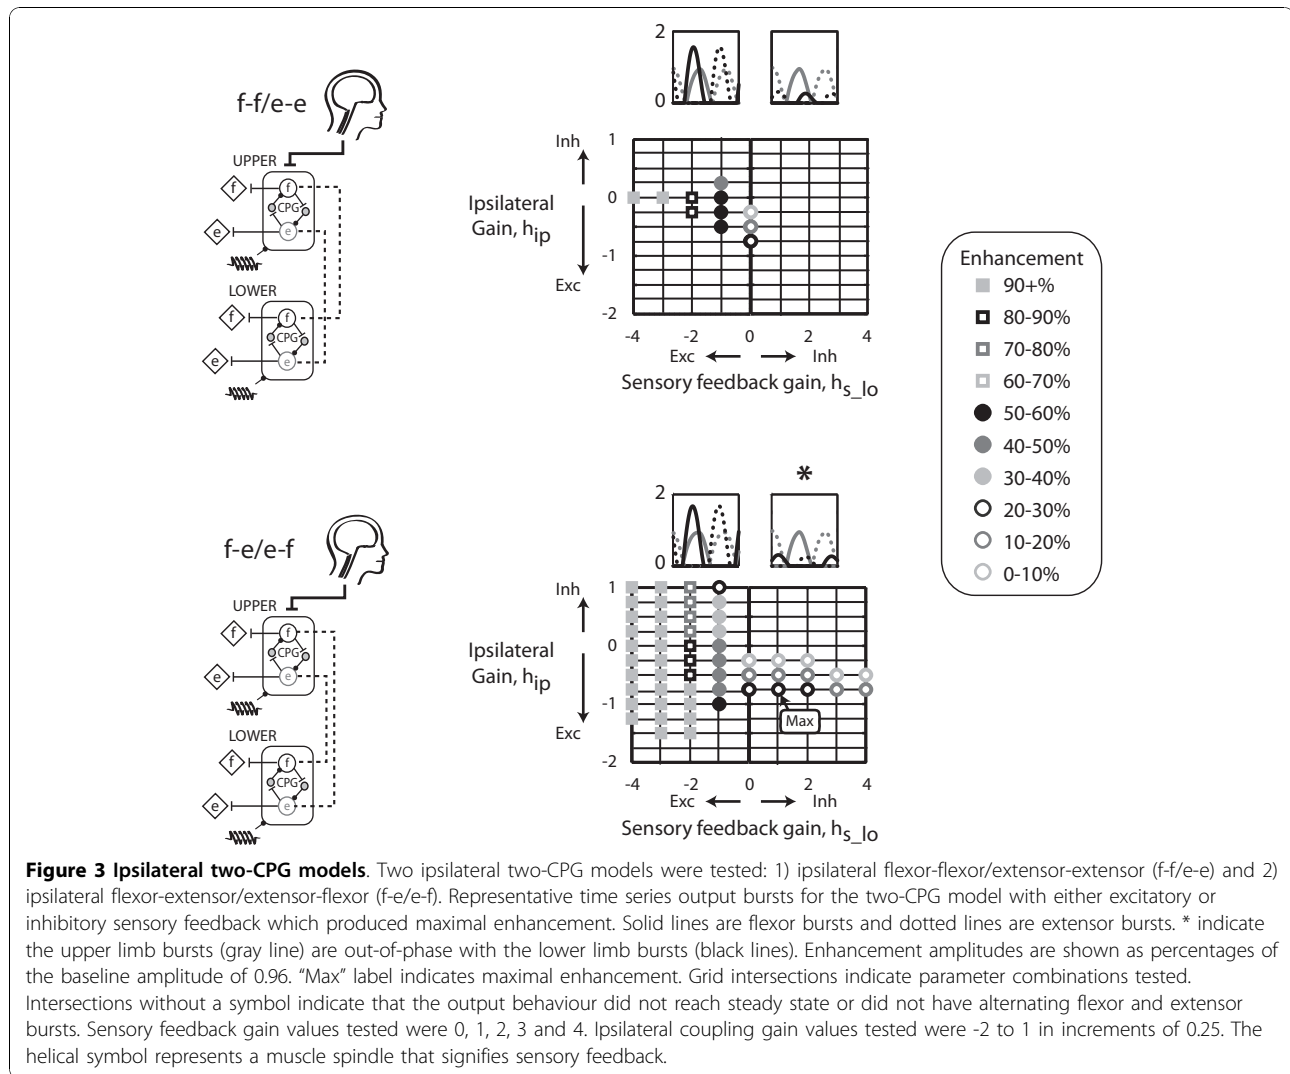 f-f/e-e
UPPER
f
f
CPG
e
e
LOWER
f
f
CPG
e
e
2
0
Inh
Ipsilateral
Gain, hip
Exc
1
0
-1
-2
-4
-2
0
2
4
Exc
Inh
Sensory feedback gain, hs_lo
f-e/e-f
UPPER
f
f
CPG
e
e
LOWER
f
f
CPG
e
e
*
2
0
Inh
Ipsilateral
Gain, hip
Exc
1
0
-1
-2
Max
-4
-2
0
2
4
Exc
Inh
Sensory feedback gain, hs_lo
Enhancement
90+%
80-90%
70-80%
60-70%
50-60%
40-50%
30-40%
20-30%
10-20%
0-10%
Figure 3 Ipsilateral two-CPG models. Two ipsilateral two-CPG models were tested: 1) ipsilateral flexor-flexor/extensor-extensor (f-f/e-e) and 2)
ipsilateral flexor-extensor/extensor-flexor (f-e/e-f). Representative time series output bursts for the two-CPG model with either excitatory or
inhibitory sensory feedback which produced maximal enhancement. Solid lines are flexor bursts and dotted lines are extensor bursts. * indicate
the upper limb bursts (gray line) are out-of-phase with the lower limb bursts (black lines). Enhancement amplitudes are shown as percentages of
the baseline amplitude of 0.96. “Max” label indicates maximal enhancement. Grid intersections indicate parameter combinations tested.
Intersections without a symbol indicate that the output behaviour did not reach steady state or did not have alternating flexor and extensor
bursts. Sensory feedback gain values tested were 0, 1, 2, 3 and 4. Ipsilateral coupling gain values tested were -2 to 1 in increments of 0.25. The
helical symbol represents a muscle spindle that signifies sensory feedback.